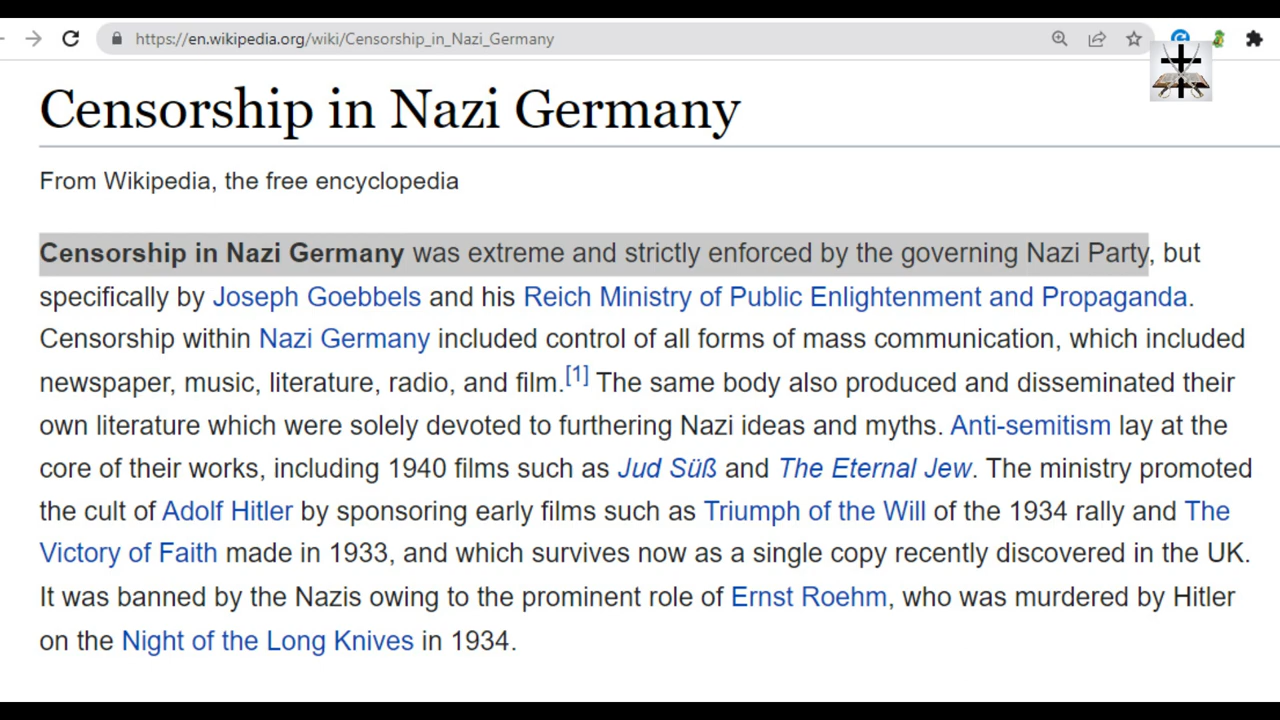 https://en.wikipedia.org/wiki/Censorship_in_Nazi_Germany
Censorship in Nazi Germany
From Wikipedia, the free encyclopedia
Censorship in Nazi Germany was extreme and strictly enforced by the governing Nazi Party, but
specifically by Joseph Goebbels and his Reich Ministry of Public Enlightenment and Propaganda.
Censorship within Nazi Germany included control of all forms of mass communication, which included
newspaper, music, literature, radio, and film.[1] The same body also produced and disseminated their
own literature which were solely devoted to furthering Nazi ideas and myths. Anti-semitism lay at the
core of their works, including 1940 films such as Jud Süß and The Eternal Jew. The ministry promoted
the cult of Adolf Hitler by sponsoring early films such as Triumph of the Will of the 1934 rally and The
Victory of Faith made in 1933, and which survives now as a single copy recently discovered in the UK.
It was banned by the Nazis owing to the prominent role of Ernst Roehm, who was murdered by Hitler
on the Night of the Long Knives in 1934.